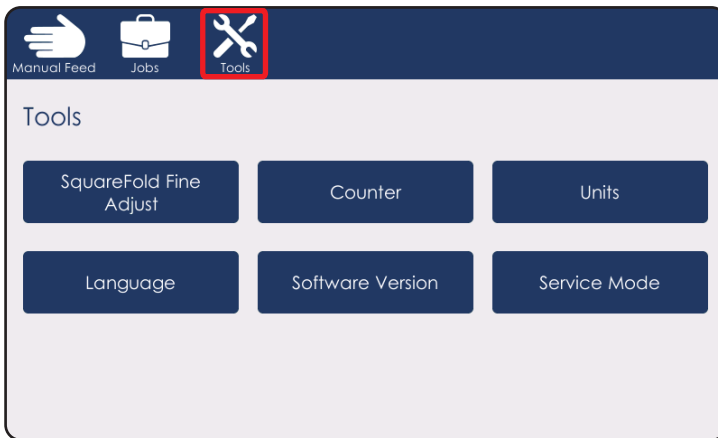 Manual Feed Jobs Tools
Tools
SquareFold Fine
Adjust
Counter
Units
Language
Software Version
Service Mode